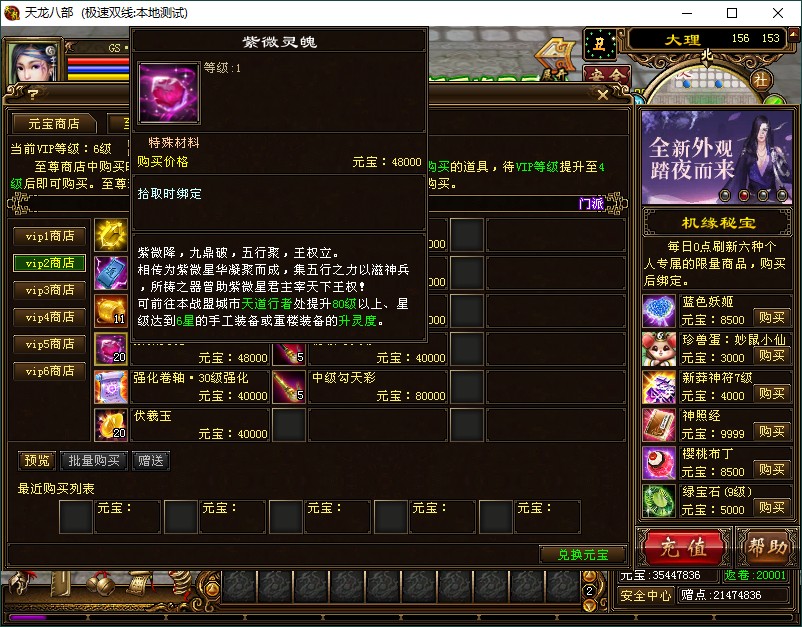 天龙八部 (极速双线:本地测试)
GS
大理
156 153
北
丑
安全
社
?
紫微灵魄
等级:1
特殊材料
购买价格
元宝：48000
拾取时绑定
紫微降，九鼎破，五行聚，王权立。
相传为紫微星华凝聚而成，集五行之力以滋神兵
，所铸之器曾助紫微星君主宰天下王权！
可前往本战盟城市天道行者处提升80级以上、星
级达到6星的手工装备或重楼装备的升灵度。
元宝商店
至
当前VIP等级：6级
至尊商店中购买
购买的道具，待VIP等级提升至4
级后即可购买。至尊
购买。
门派
vip1商店
vip2商店
vip3商店
vip4商店
vip5商店
vip6商店
11
20
元宝：48000
5
元宝：40000
强化卷轴·30级强化
元宝：40000
5
中级勾天彩
元宝：80000
20
伏羲玉
元宝：40000
预览
批量购买
赠送
最近购买列表
元宝：
元宝：
元宝：
元宝：
元宝：
兑换元宝
全新外观
踏夜而来
机缘秘宝
每日0点刷新六种个
人专属的限量商品，购买
后绑定。
蓝色妖姬
元宝：8500
购买
珍兽蛋：妙鼠小仙
元宝：3000
购买
新莽神符7级
元宝：4000
购买
神照经
元宝：9999
购买
樱桃布丁
元宝：8500
购买
绿宝石(9级)
元宝：5000
购买
充值
帮助
元宝:35447836
返卷:20001
安全中心
赠点:21474836
2